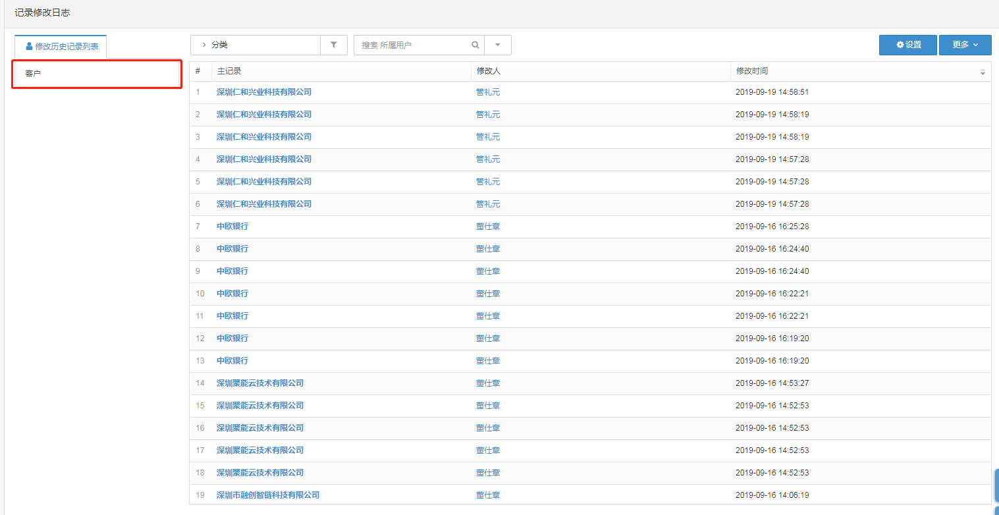 记录修改日志
修改历史记录列表
客户
分类
搜索 所属用户
设置
更多
# 主记录 修改人 修改时间
1 深圳仁和兴业科技有限公司 管礼元 2019-09-19 14:58:51
2 深圳仁和兴业科技有限公司 管礼元 2019-09-19 14:58:19
3 深圳仁和兴业科技有限公司 管礼元 2019-09-19 14:58:19
4 深圳仁和兴业科技有限公司 管礼元 2019-09-19 14:57:28
5 深圳仁和兴业科技有限公司 管礼元 2019-09-19 14:57:28
6 深圳仁和兴业科技有限公司 管礼元 2019-09-19 14:57:28
7 中欧银行 董仕章 2019-09-16 16:25:28
8 中欧银行 董仕章 2019-09-16 16:24:40
9 中欧银行 董仕章 2019-09-16 16:24:40
10 中欧银行 董仕章 2019-09-16 16:22:21
11 中欧银行 董仕章 2019-09-16 16:22:21
12 中欧银行 董仕章 2019-09-16 16:19:20
13 中欧银行 董仕章 2019-09-16 16:19:20
14 深圳聚能云技术有限公司 董仕章 2019-09-16 14:53:27
15 深圳聚能云技术有限公司 董仕章 2019-09-16 14:52:53
16 深圳聚能云技术有限公司 董仕章 2019-09-16 14:52:53
17 深圳聚能云技术有限公司 董仕章 2019-09-16 14:52:53
18 深圳聚能云技术有限公司 董仕章 2019-09-16 14:52:53
19 深圳市融创智链科技有限公司 董仕章 2019-09-16 14:06:19